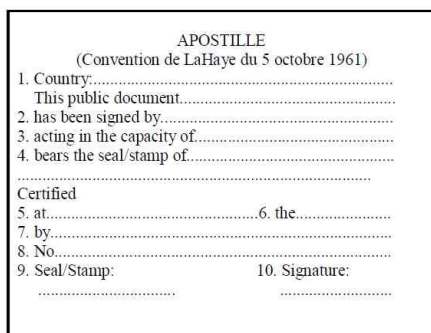 APOSTILLE
(Convention de LaHaye du 5 octobre 1961)
1. Country:...........................................................................
This public document......................................................
2. has been signed by..........................................................
3. acting in the capacity of..................................................
4. bears the seal/stamp of....................................................
........................................................................................
Certified
5. at.....................................................6. the........................
7. by.....................................................................................
8. No....................................................................................
9. Seal/Stamp: 10. Signature:
.................................. ............................